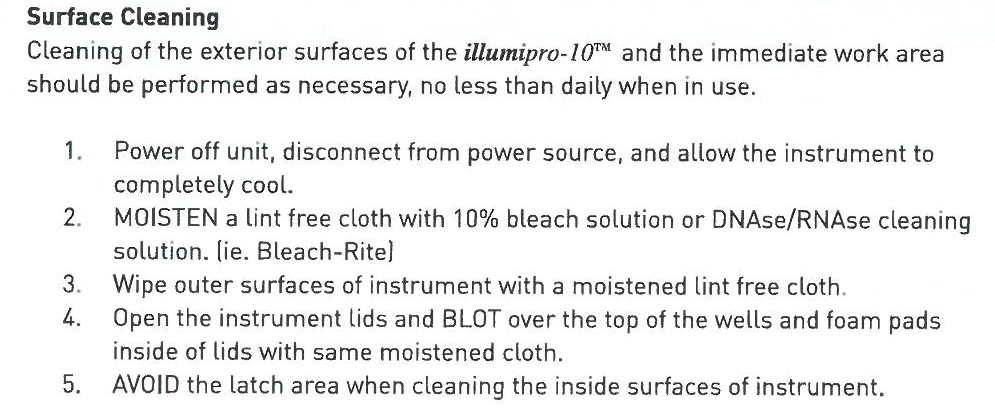 Surface Cleaning
Cleaning of the exterior surfaces of the illumipro-10™ and the immediate work area
should be performed as necessary, no less than daily when in use.
1. Power off unit, disconnect from power source, and allow the instrument to
completely cool.
2. MOISTEN a lint free cloth with 10% bleach solution or DNAse/RNAse cleaning
solution. (ie. Bleach-Rite)
3. Wipe outer surfaces of instrument with a moistened lint free cloth.
4. Open the instrument lids and BLOT over the top of the wells and foam pads
inside of lids with same moistened cloth.
5. AVOID the latch area when cleaning the inside surfaces of instrument.